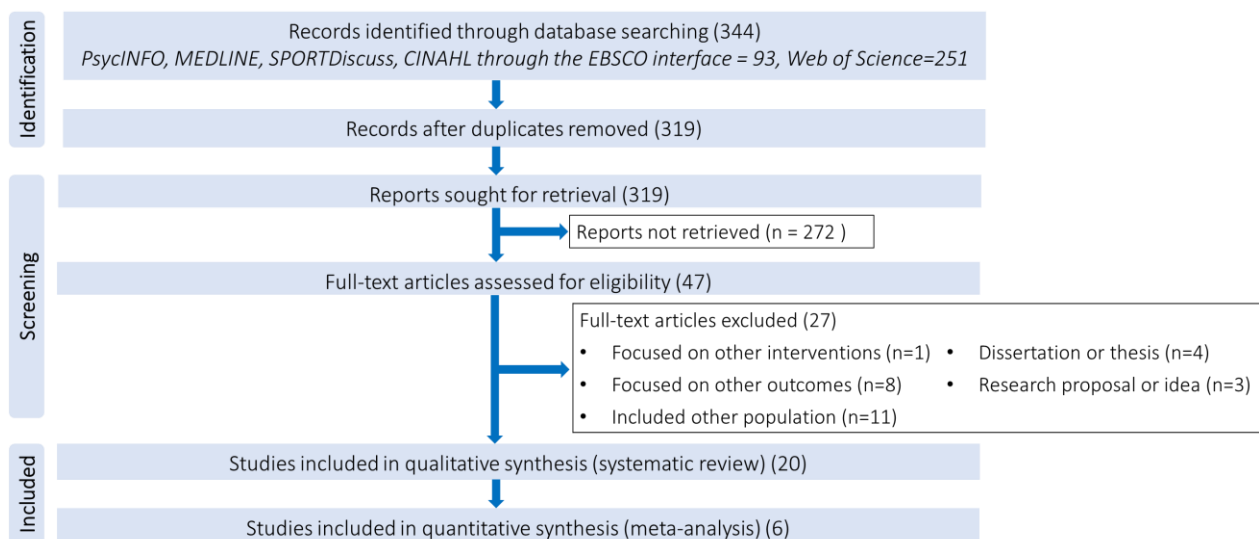 Identification
Records identified through database searching (344)
PsycINFO, MEDLINE, SPORTDiscuss, CINAHL through the EBSCO interface = 93, Web of Science=251
Records after duplicates removed (319)
Screening
Reports sought for retrieval (319)
Reports not retrieved (n = 272 )
Full-text articles assessed for eligibility (47)
Full-text articles excluded (27)
• Focused on other interventions (n=1)
• Focused on other outcomes (n=8)
• Included other population (n=11)
• Dissertation or thesis (n=4)
• Research proposal or idea (n=3)
Included
Studies included in qualitative synthesis (systematic review) (20)
Studies included in quantitative synthesis (meta-analysis) (6)